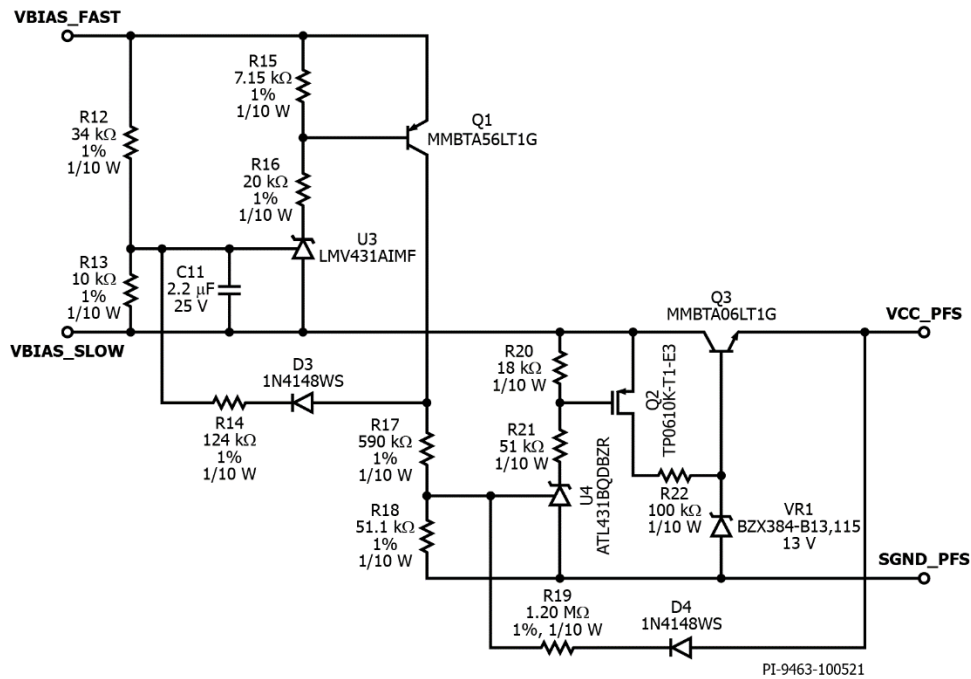 VBIAS_FAST
R15
7.15 kΩ
1%
1/10 W
R12
34 kΩ
1%
1/10 W
Q1
MMBTA56LT1G
R16
20 kΩ
1%
1/10 W
U3
LMV431AIMF
R13
10 kΩ
1%
1/10 W
C11
2.2 µF
25 V
VBIAS_SLOW
Q3
MMBTA06LT1G
VCC_PFS
R20
18 kΩ
1/10 W
Q2
TP0610K-T1-E3
D3
1N4148WS
R14
124 kΩ
1%
1/10 W
R17
590 kΩ
1%
1/10 W
R21
51 kΩ
1/10 W
U4
ATL431BQDBZR
R22
100 kΩ
1/10 W
R18
51.1 kΩ
1%
1/10 W
VR1
BZX384-B13,115
13 V
SGND_PFS
R19
1.20 MΩ
1%, 1/10 W
D4
1N4148WS
PI-9463-100521